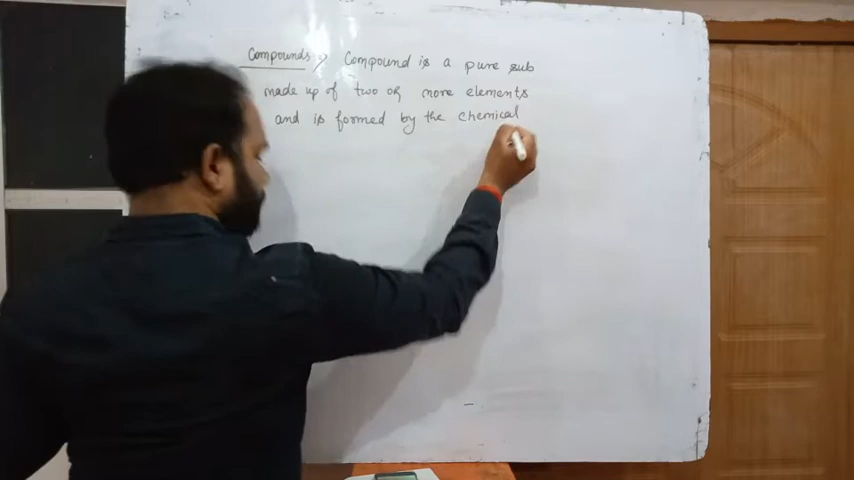 Compounds → Compound is a pure sub
made up of two or more elements
and is formed by the chemical